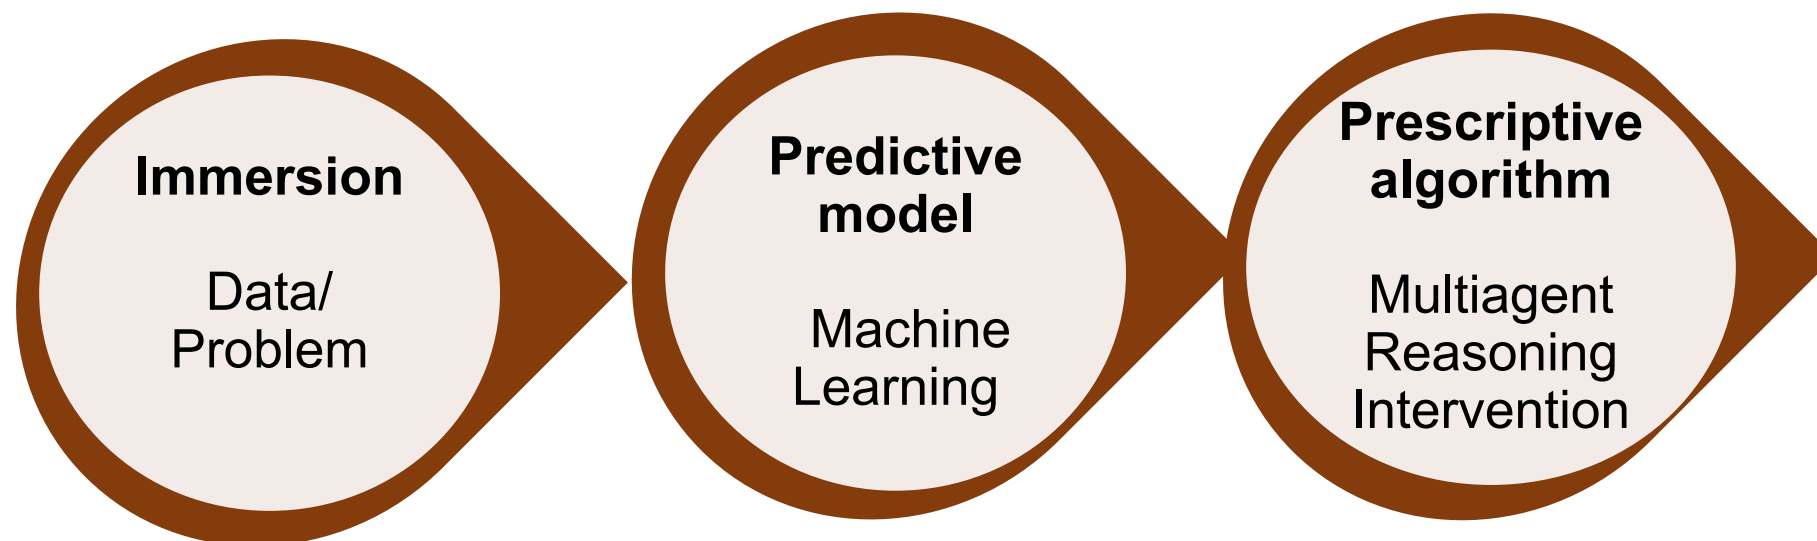 Immersion
Data/
Problem
Predictive
model
Machine
Learning
Prescriptive
algorithm
Multiagent
Reasoning
Intervention